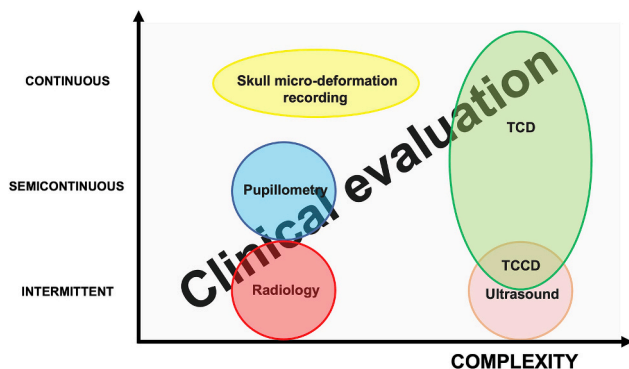 CONTINUOUS
Skull micro-deformation
recording
TCD
SEMICONTINUOUS
Pupillometry
Clinical evaluation
INTERMITTENT
Radiology
TCCD
Ultrasound
COMPLEXITY